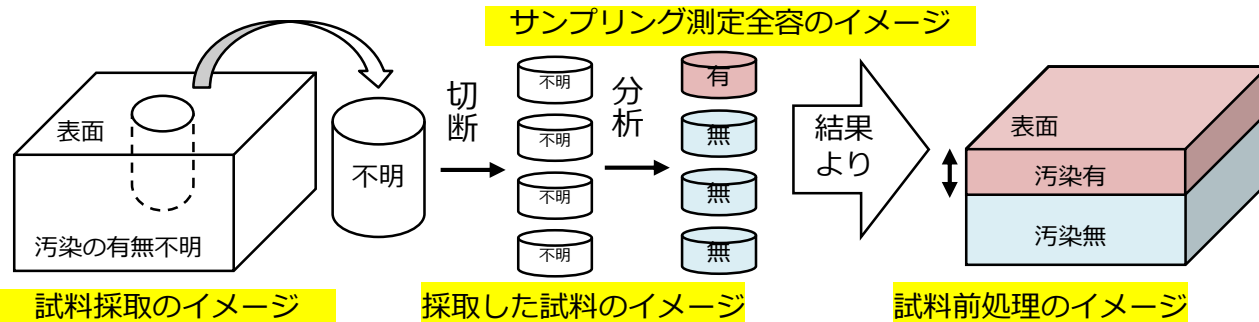 サンプリング測定全容のイメージ
表面
汚染の有無不明
不明
切断
不明
不明
不明
不明
分析
有
無
無
無
結果
より
表面
汚染有
汚染無
試料採取のイメージ
採取した試料のイメージ
試料前処理のイメージ